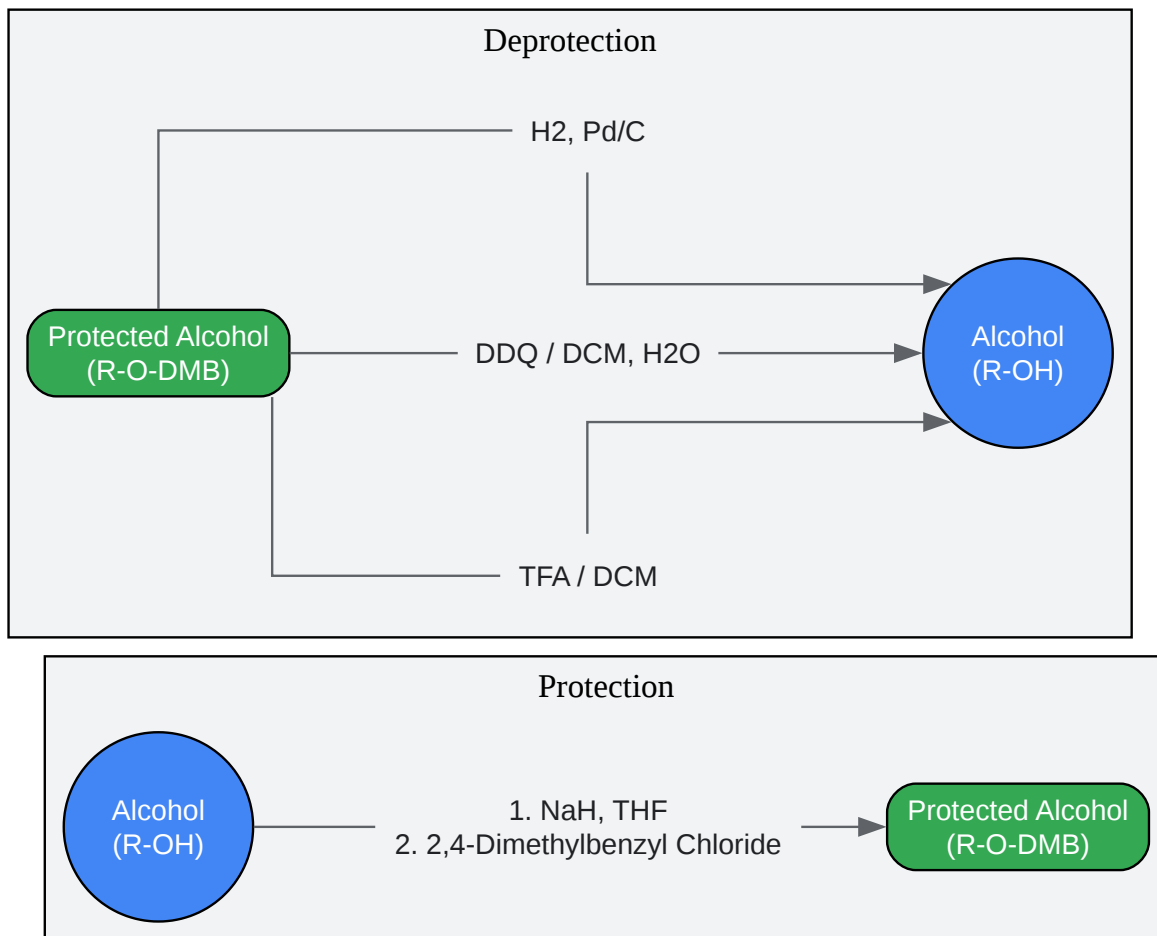 Deprotection
H2, Pd/C
Protected Alcohol
(R-O-DMB)
DDQ / DCM, H2O
Alcohol
(R-OH)
TFA / DCM
Protection
Alcohol
(R-OH)
1. NaH, THF
2. 2,4-Dimethylbenzyl Chloride
Protected Alcohol
(R-O-DMB)